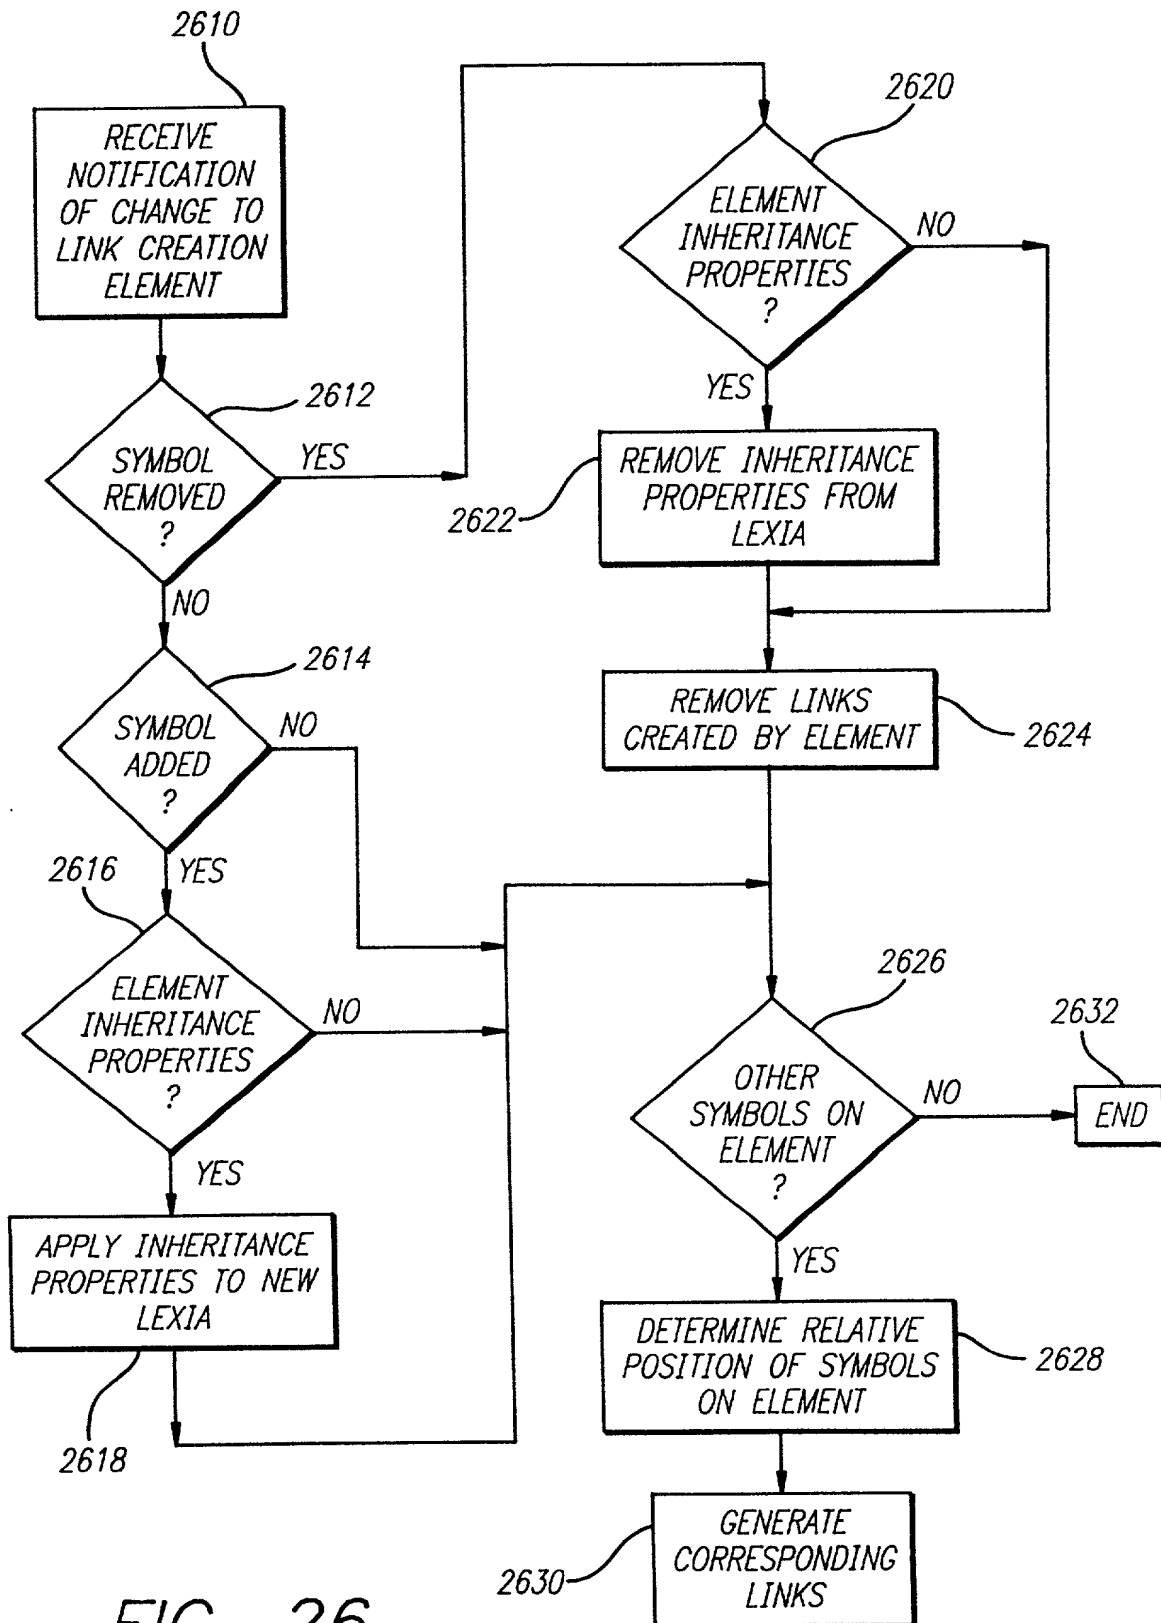 2610
RECEIVE
NOTIFICATION
OF CHANGE TO
LINK CREATION
ELEMENT
2612
SYMBOL
REMOVED
?
YES
NO
2614
SYMBOL
ADDED
?
NO
YES
2616
ELEMENT
INHERITANCE
PROPERTIES
?
NO
YES
APPLY INHERITANCE
PROPERTIES TO NEW
LEXIA
2618
2620
ELEMENT
INHERITANCE
PROPERTIES
?
NO
YES
REMOVE INHERITANCE
PROPERTIES FROM
LEXIA
2622
REMOVE LINKS
CREATED BY ELEMENT
2624
2626
OTHER
SYMBOLS ON
ELEMENT
?
NO
2632
END
YES
DETERMINE RELATIVE
POSITION OF SYMBOLS
ON ELEMENT
2628
GENERATE
CORRESPONDING
LINKS
2630
FIG. 26